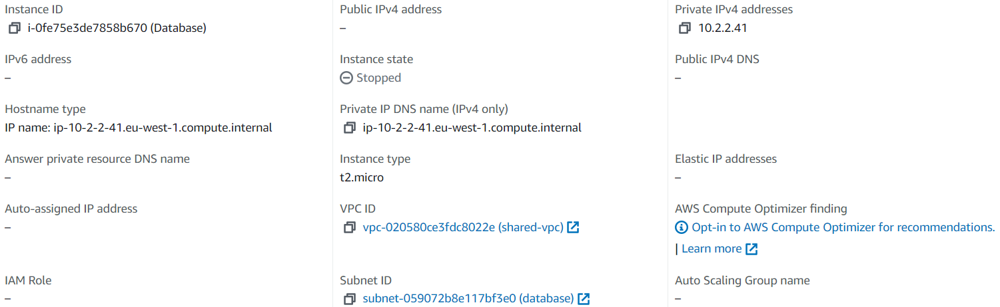 Instance ID
i-0fe75e3de7858b670 (Database)
Public IPv4 address
–
Private IPv4 addresses
10.2.2.41
IPv6 address
–
Instance state
Stopped
Public IPv4 DNS
–
Hostname type
IP name: ip-10-2-2-41.eu-west-1.compute.internal
Private IP DNS name (IPv4 only)
ip-10-2-2-41.eu-west-1.compute.internal
Answer private resource DNS name
–
Instance type
t2.micro
Elastic IP addresses
–
Auto-assigned IP address
–
VPC ID
vpc-020580ce3fdc8022e (shared-vpc)
AWS Compute Optimizer finding
Opt-in to AWS Compute Optimizer for recommendations.
| Learn more
IAM Role
–
Subnet ID
subnet-059072b8e117bf3e0 (database)
Auto Scaling Group name
–